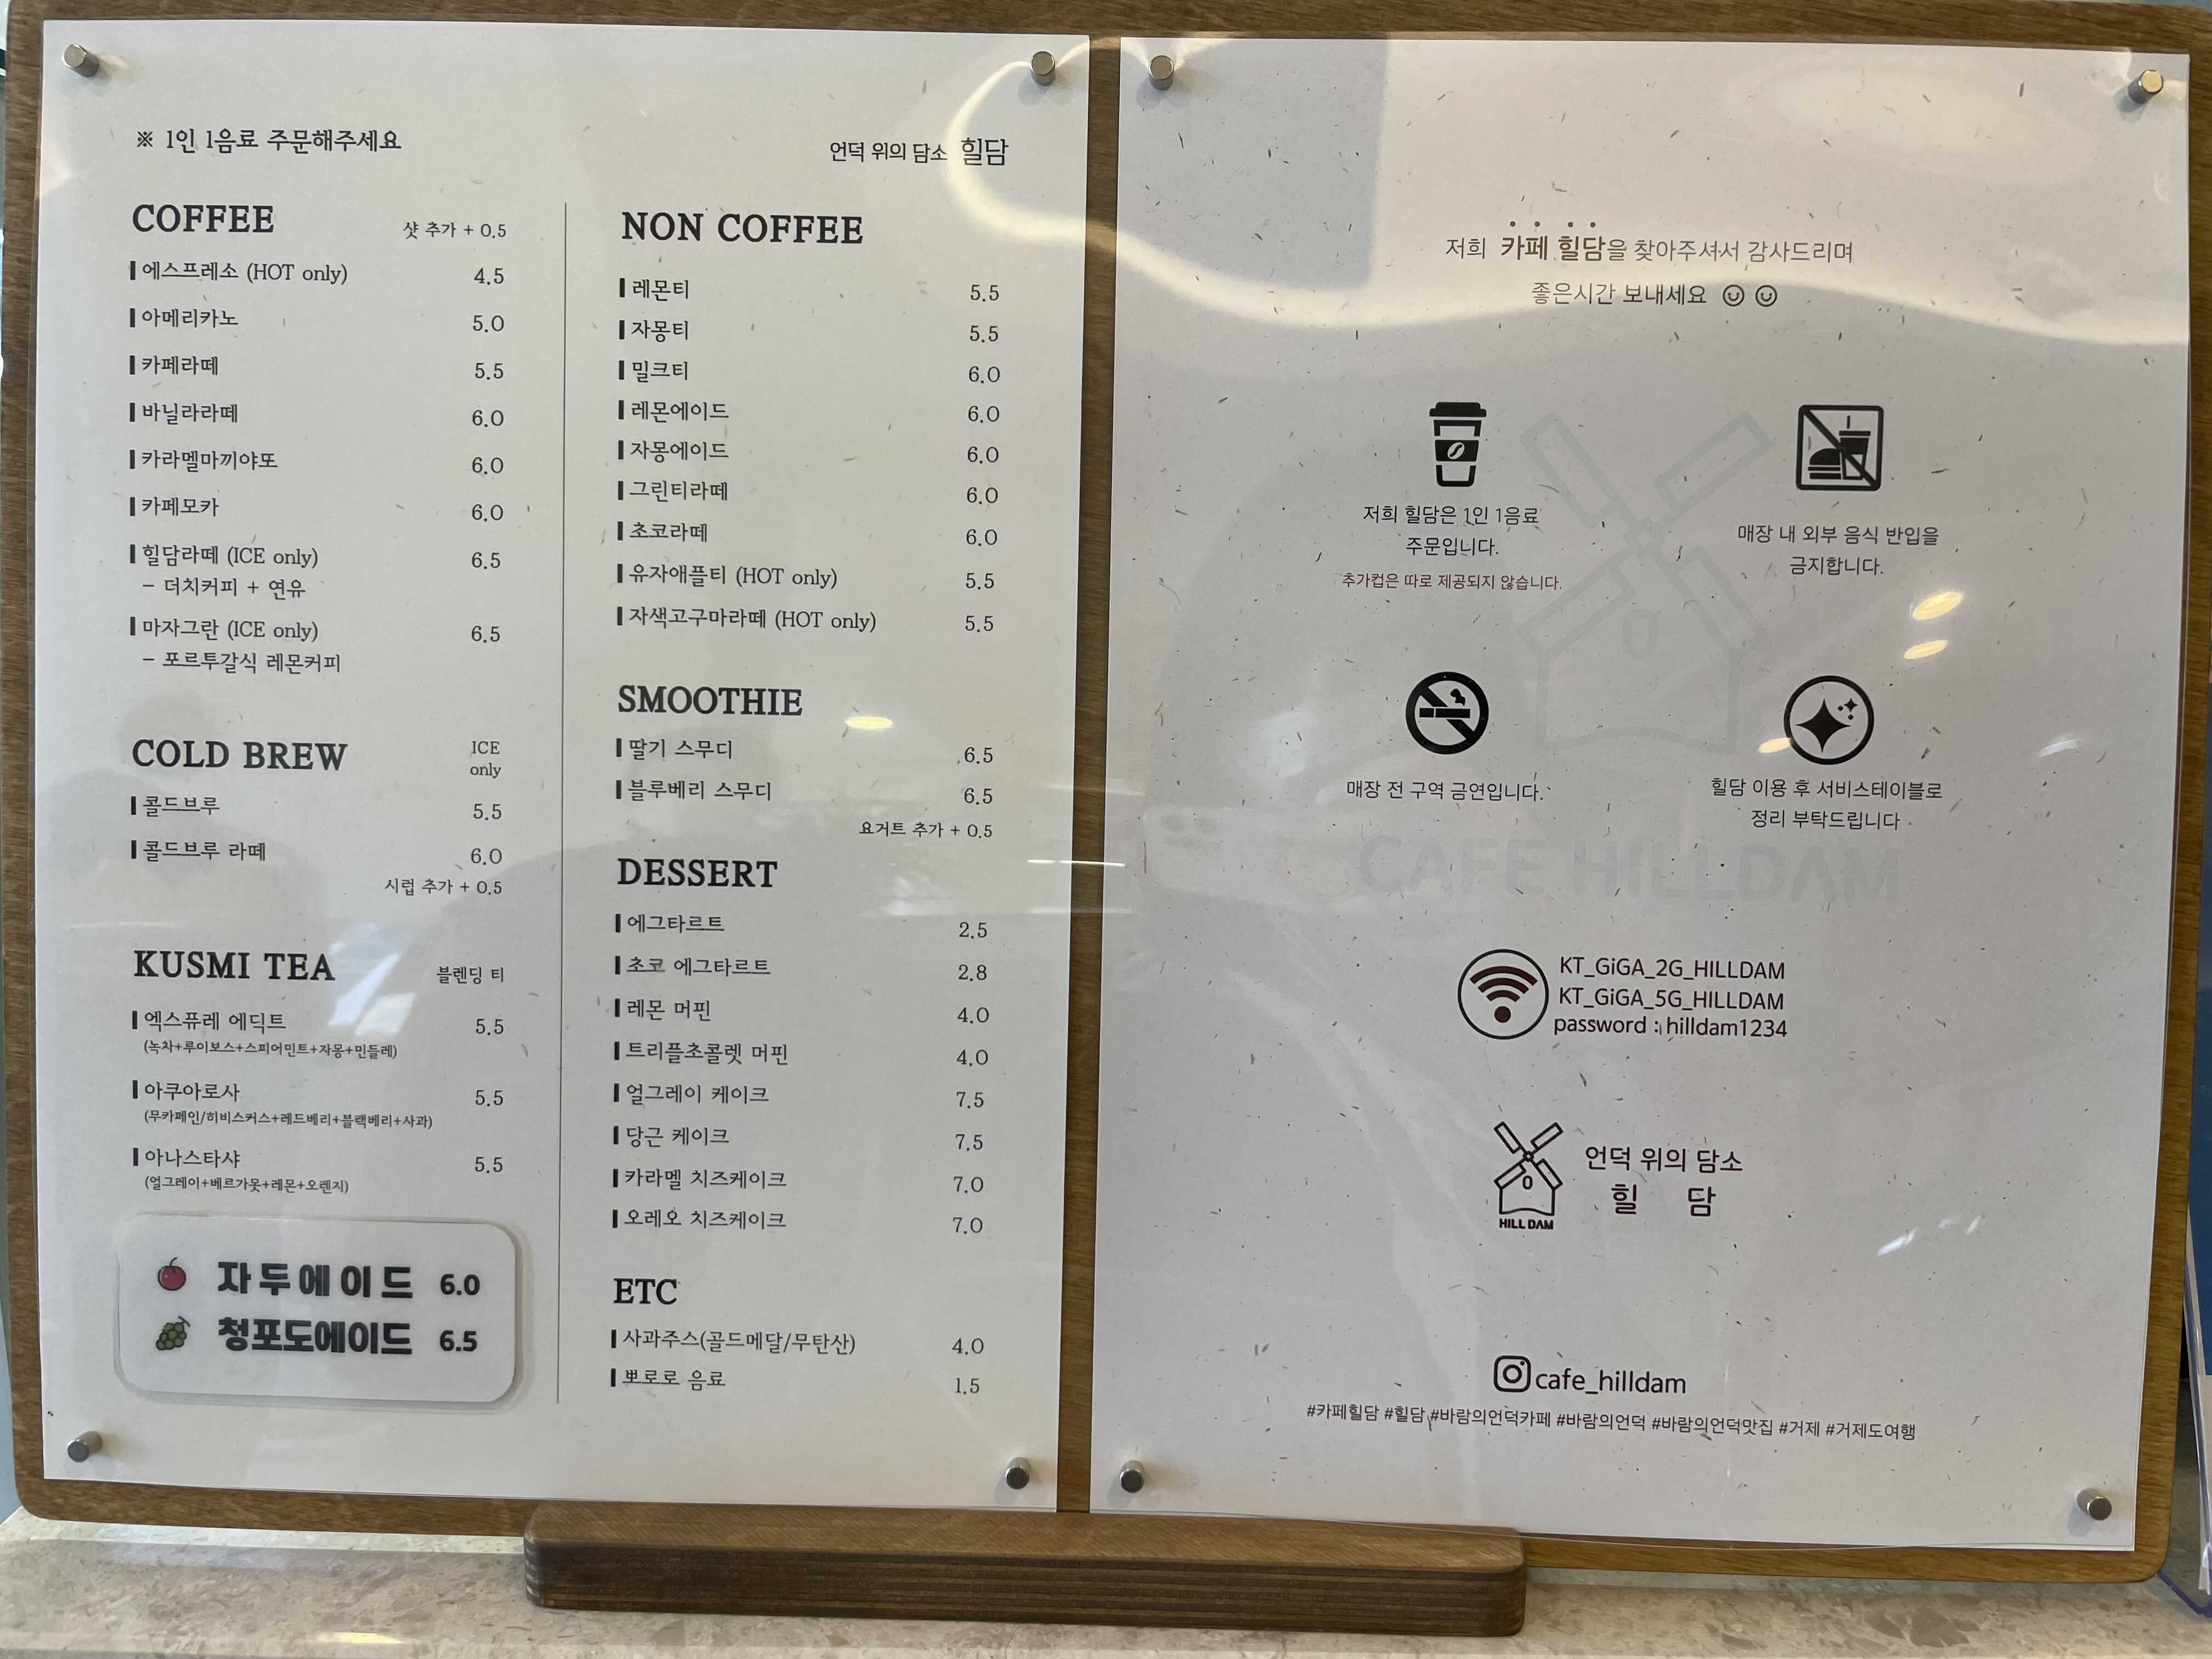 ※ 1인 1음료 주문해주세요
언덕 위의 담소 힐담
COFFEE 샷 추가 + 0.5
에스프레소 (HOT only) 4.5
아메리카노 5.0
카페라떼 5.5
바닐라라떼 6.0
카라멜마끼야또 6.0
카페모카 6.0
힐담라떼 (ICE only) 6.5
– 더치커피 + 연유
마자그란 (ICE only) 6.5
– 포르투갈식 레몬커피
COLD BREW ICE only
콜드브루 5.5
콜드브루 라떼 6.0
시럽 추가 + 0.5
KUSMI TEA 블렌딩 티
엑스퓨레 에딕트 5.5
(녹차+루이보스+스피어민트+자몽+민들레)
아쿠아로사 5.5
(무카페인/히비스커스+레드베리+블랙베리+사과)
아나스타샤 5.5
(얼그레이+베르가못+레몬+오렌지)
자두에이드 6.0
청포도에이드 6.5
NON COFFEE
레몬티 5.5
자몽티 5.5
밀크티 6.0
레몬에이드 6.0
자몽에이드 6.0
그린티라떼 6.0
초코라떼 6.0
유자애플티 (HOT only) 5.5
자색고구마라떼 (HOT only) 5.5
SMOOTHIE
딸기 스무디 6.5
블루베리 스무디 6.5
요거트 추가 + 0.5
DESSERT
에그타르트 2.5
초코 에그타르트 2.8
레몬 머핀 4.0
트리플초콜렛 머핀 4.0
얼그레이 케이크 7.5
당근 케이크 7.5
카라멜 치즈케이크 7.0
오레오 치즈케이크 7.0
ETC
사과주스(골드메달/무탄산) 4.0
뽀로로 음료 1.5
저희 카페 힐담을 찾아주셔서 감사드리며
좋은시간 보내세요
저희 힐담은 1인 1음료
주문입니다.
추가컵은 따로 제공되지 않습니다.
매장 내 외부 음식 반입을
금지합니다.
매장 전 구역 금연입니다.
힐담 이용 후 서비스테이블로
정리 부탁드립니다
CAFE HILLDAM
KT_GiGA_2G_HILLDAM
KT_GiGA_5G_HILLDAM
password : hilldam1234
언덕 위의 담소
힐 담
HILL DAM
cafe_hilldam
#카페힐담 #힐담 #바람의언덕카페 #바람의언덕 #바람의언덕맛집 #거제 #거제도여행